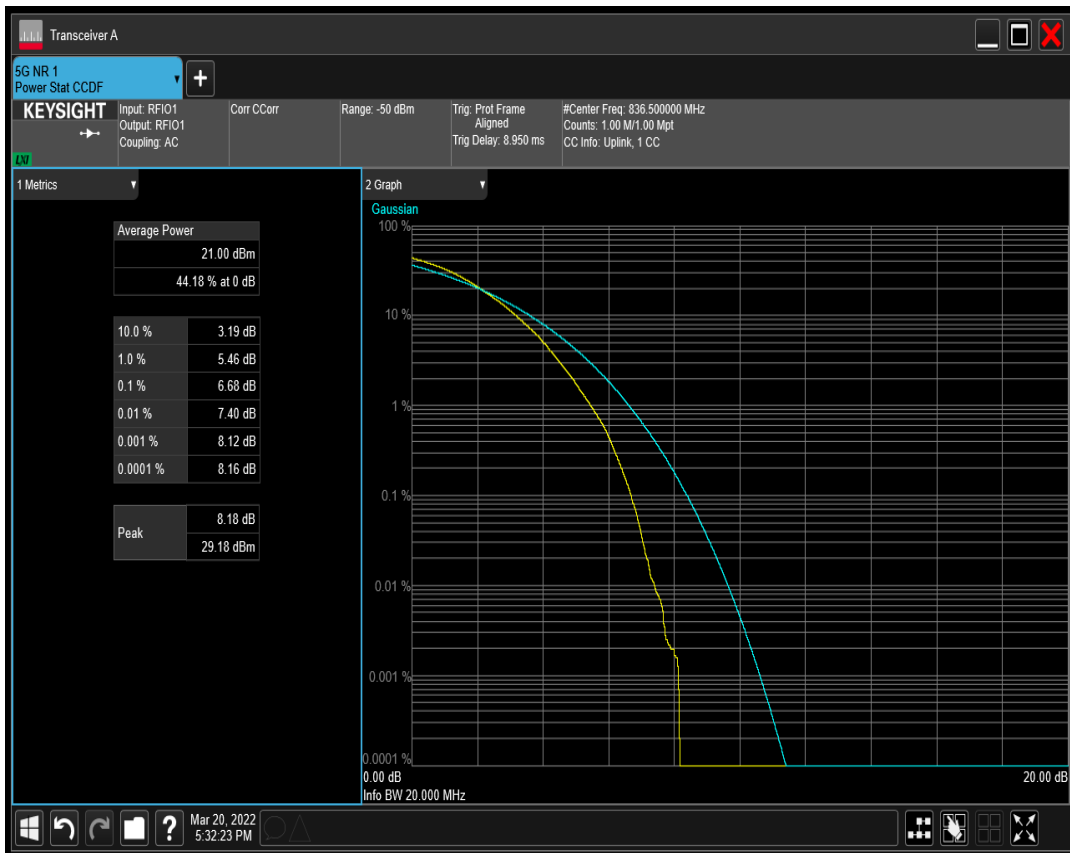 Transceiver A
5G NR 1
Power Stat CCDF
KEYSIGHT
LXI
Input: RFIO1
Output: RFIO1
Coupling: AC
Corr CCorr
Range: -50 dBm
Trig: Prot Frame
Aligned
Trig Delay: 8.950 ms
#Center Freq: 836.500000 MHz
Counts: 1.00 M/1.00 Mpt
CC Info: Uplink, 1 CC
1 Metrics
Average Power
21.00 dBm
44.18 % at 0 dB
10.0 % 3.19 dB
1.0 % 5.46 dB
0.1 % 6.68 dB
0.01 % 7.40 dB
0.001 % 8.12 dB
0.0001 % 8.16 dB
Peak
8.18 dB
29.18 dBm
2 Graph
Gaussian
100 %
10 %
1 %
0.1 %
0.01 %
0.001 %
0.0001 %
0.00 dB 20.00 dB
Info BW 20.000 MHz
?
Mar 20, 2022
5:32:23 PM